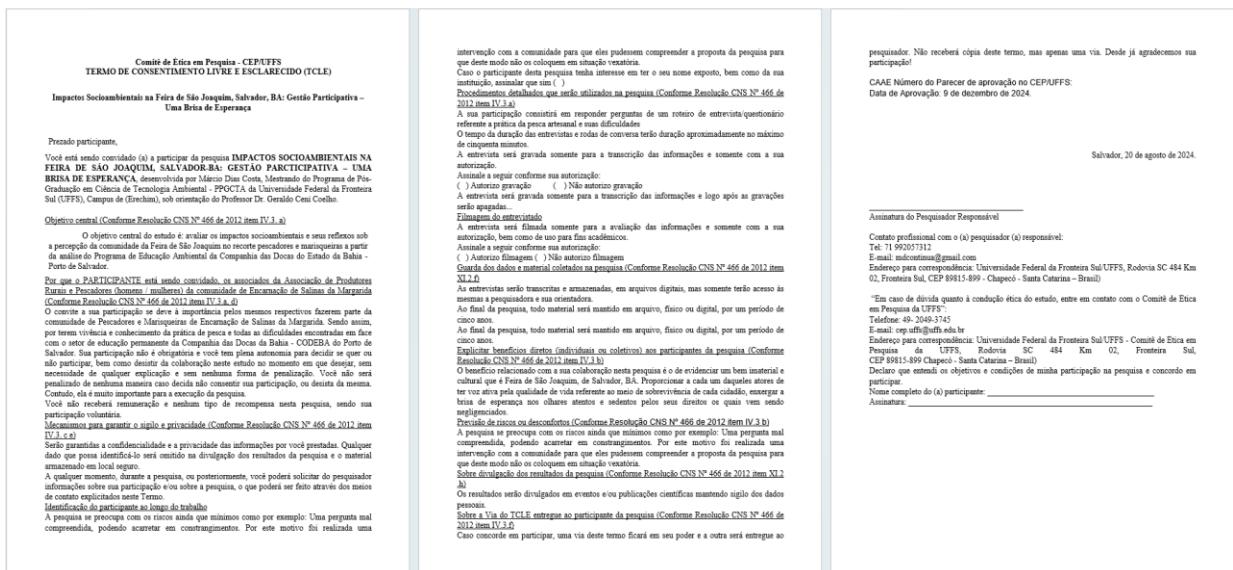 Comitê de Ética em Pesquisa - CEP/UFFS
TERMO DE CONSENTIMENTO LIVRE E ESCLARECIDO (TCLE)
Impactos Socioambientais na Feira de São Joaquim, Salvador, BA: Gestão Participativa –
Uma Brisa de Esperança
Prezado participante,
Você está sendo convidado (a) a participar da pesquisa IMPACTOS SOCIOAMBIENTAIS NA
FEIRA DE SÃO JOAQUIM, SALVADOR-BA: GESTÃO PARCTICIPATIVA – UMA
BRISA DE ESPERANÇA, desenvolvida por Márcio Dias Costa, Mestrando do Programa de Pós-
Graduação em Ciência de Tecnologia Ambiental - PPGCTA da Universidade Federal da Fronteira
Sul (UFFS), Campus de (Erechim), sob orientação do Professor Dr. Geraldo Ceni Coelho.
Objetivo central (Conforme Resolução CNS Nº 466 de 2012 item IV.3. a)
O objetivo central do estudo é: avaliar os impactos socioambientais e seus reflexos sob
a percepção da comunidade da Feira de São Joaquim no recorte pescadores e marisqueiras a partir
da análise do Programa de Educação Ambiental da Companhia das Docas do Estado da Bahia -
Porto de Salvador.
Por que o PARTICIPANTE está sendo convidado, os associados da Associação de Produtores
Rurais e Pescadores (homens / mulheres) da comunidade de Encarnação de Salinas da Margarida
(Conforme Resolução CNS Nº 466 de 2012 item IV.3.a, d)
O convite a sua participação se deve à importância pelos mesmos respectivos fazerem parte da
comunidade de Pescadores e Marisqueiras de Encarnação de Salinas da Margarida. Sendo assim,
por terem vivência e conhecimento da prática de pesca e todas as dificuldades encontradas em face
com o setor de educação permanente da Companhia das Docas da Bahia - CODEBA do Porto de
Salvador. Sua participação não é obrigatória e você tem plena autonomia para decidir se quer ou
não participar, bem como desistir da colaboração neste estudo no momento em que desejar, sem
necessidade de qualquer explicação e sem nenhuma forma de penalização. Você não será
penalizado de nenhuma maneira caso decida não consentir sua participação, ou desista da mesma.
Contudo, ela é muito importante para a execução da pesquisa.
Você não receberá remuneração e nenhum tipo de recompensa nesta pesquisa, sendo sua
participação voluntária.
Mecanismos para garantir o sigilo e privacidade (Conforme Resolução CNS Nº 466 de 2012 item
IV.3. c e)
Serão garantidas a confidencialidade e a privacidade das informações por você prestadas. Qualquer
dado que possa identificá-lo será omitido na divulgação dos resultados da pesquisa e o material
armazenado em local seguro.
A qualquer momento, durante a pesquisa, ou posteriormente, você poderá solicitar do pesquisador
informações sobre sua participação e/ou sobre a pesquisa, o que poderá ser feito através dos meios
de contato explicitados neste Termo.
Identificação do participante ao longo do trabalho
A pesquisa se preocupa com os riscos ainda que mínimos como por exemplo: Uma pergunta mal
compreendida, podendo acarretar em constrangimentos. Por este motivo foi realizada uma
intervenção com a comunidade para que eles pudessem compreender a proposta da pesquisa para
que deste modo não os coloquem em situação vexatória.
Caso o participante desta pesquisa tenha interesse em ter o seu nome exposto, bem como da sua
instituição, assinalar que sim ( )
Procedimentos detalhados que serão utilizados na pesquisa (Conforme Resolução CNS Nº 466 de
2012 item IV.3.a)
A sua participação consistirá em responder perguntas de um roteiro de entrevista/questionário
referente a prática da pesca artesanal e suas dificuldades
O tempo da duração das entrevistas e rodas de conversa terão duração aproximadamente no máximo
de cinquenta minutos.
A entrevista será gravada somente para a transcrição das informações e somente com a sua
autorização.
Assinale a seguir conforme sua autorização:
( ) Autorizo gravação ( ) Não autorizo gravação
A entrevista será gravada somente para a transcrição das informações e logo após as gravações
serão apagadas...
Filmagem do entrevistado
A entrevista será filmada somente para a avaliação das informações e somente com a sua
autorização, bem como de uso para fins acadêmicos.
Assinale a seguir conforme sua autorização:
( ) Autorizo filmagem ( ) Não autorizo filmagem
Guarda dos dados e material coletados na pesquisa (Conforme Resolução CNS Nº 466 de 2012 item
XI.2.f)
As entrevistas serão transcritas e armazenadas, em arquivos digitais, mas somente terão acesso às
mesmas a pesquisadora e sua orientadora.
Ao final da pesquisa, todo material será mantido em arquivo, físico ou digital, por um período de
cinco anos.
Ao final da pesquisa, todo material será mantido em arquivo, físico ou digital, por um período de
cinco anos.
Explicitar benefícios diretos (individuais ou coletivos) aos participantes da pesquisa (Conforme
Resolução CNS Nº 466 de 2012 item IV.3 b)
O benefício relacionado com a sua colaboração nesta pesquisa é o de evidenciar um bem imaterial e
cultural que é Feira de São Joaquim, de Salvador, BA. Proporcionar a cada um daqueles atores de
ter voz ativa pela qualidade de vida referente ao meio de sobrevivência de cada cidadão, enxergar a
brisa de esperança nos olhares atentos e sedentos pelos seus direitos os quais vem sendo
negligenciados.
Previsão de riscos ou desconfortos (Conforme Resolução CNS Nº 466 de 2012 item IV.3 b)
A pesquisa se preocupa com os riscos ainda que mínimos como por exemplo: Uma pergunta mal
compreendida, podendo acarretar em constrangimentos. Por este motivo foi realizada uma
intervenção com a comunidade para que eles pudessem compreender a proposta da pesquisa para
que deste modo não os coloquem em situação vexatória.
Sobre divulgação dos resultados da pesquisa (Conforme Resolução CNS Nº 466 de 2012 item XI.2
.h)
Os resultados serão divulgados em eventos e/ou publicações científicas mantendo sigilo dos dados
pessoais.
Sobre a Via do TCLE entregue ao participante da pesquisa (Conforme Resolução CNS Nº 466 de
2012 item IV.3.f)
Caso concorde em participar, uma via deste termo ficará em seu poder e a outra será entregue ao
pesquisador. Não receberá cópia deste termo, mas apenas uma via. Desde já agradecemos sua
participação!
CAAE Número do Parecer de aprovação no CEP/UFFS:
Data de Aprovação: 9 de dezembro de 2024.
Salvador, 20 de agosto de 2024.
Assinatura do Pesquisador Responsável
Contato profissional com o (a) pesquisador (a) responsável:
Tel: 71 992057312
E-mail: mdcontinua@gmail.com
Endereço para correspondência: Universidade Federal da Fronteira Sul/UFFS, Rodovia SC 484 Km
02, Fronteira Sul, CEP 89815-899 - Chapecó - Santa Catarina – Brasil)
"Em caso de dúvida quanto à condução ética do estudo, entre em contato com o Comitê de Ética
em Pesquisa da UFFS":
Telefone: 49- 2049-3745
E-mail: cep.uffs@uffs.edu.br
Endereço para correspondência: Universidade Federal da Fronteira Sul/UFFS - Comitê de Ética em
Pesquisa da UFFS, Rodovia SC 484 Km 02, Fronteira Sul,
CEP 89815-899 Chapecó - Santa Catarina – Brasil)
Declaro que entendi os objetivos e condições de minha participação na pesquisa e concordo em
participar.
Nome completo do (a) participante:
Assinatura: